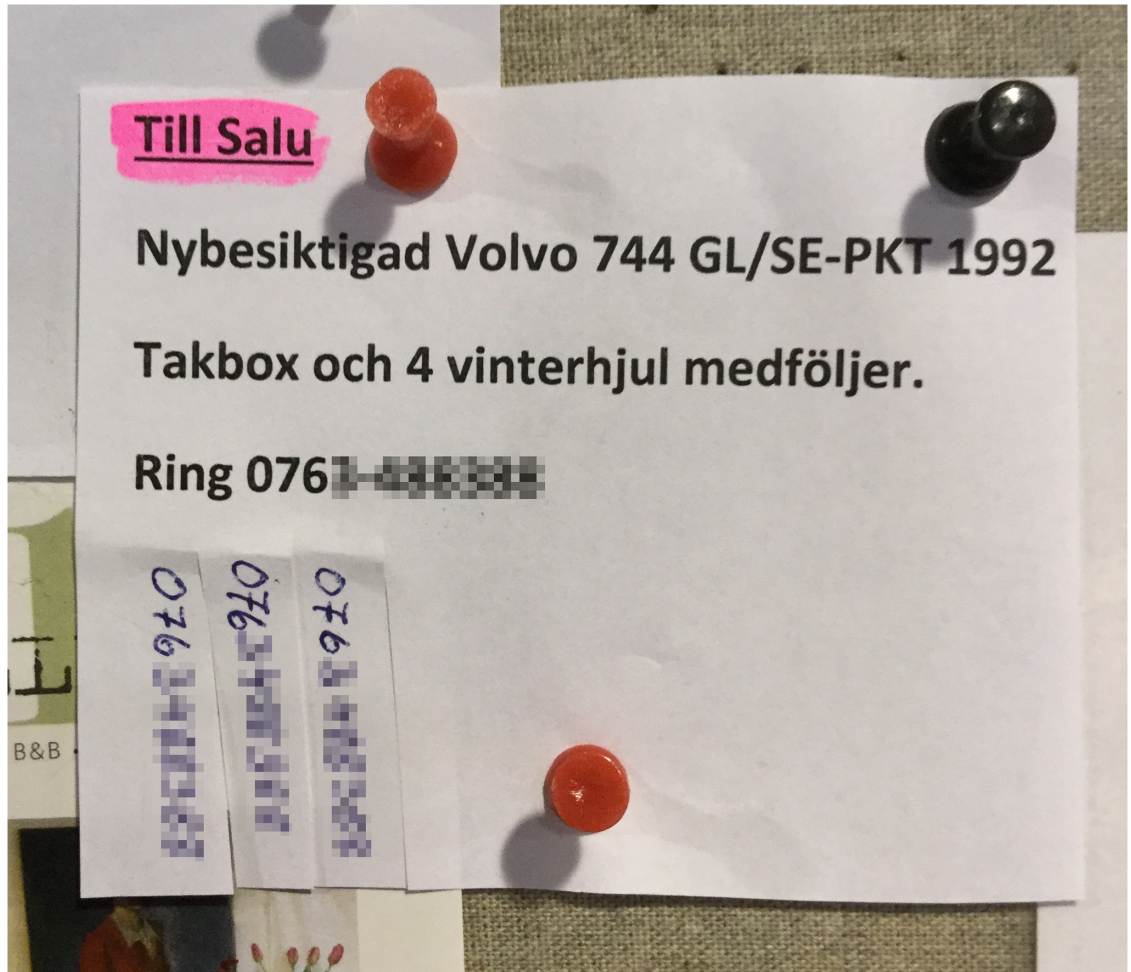 Till Salu
Nybesiktigad Volvo 744 GL/SE-PKT 1992
Takbox och 4 vinterhjul medföljer.
Ring 076
076
076
076
B&B